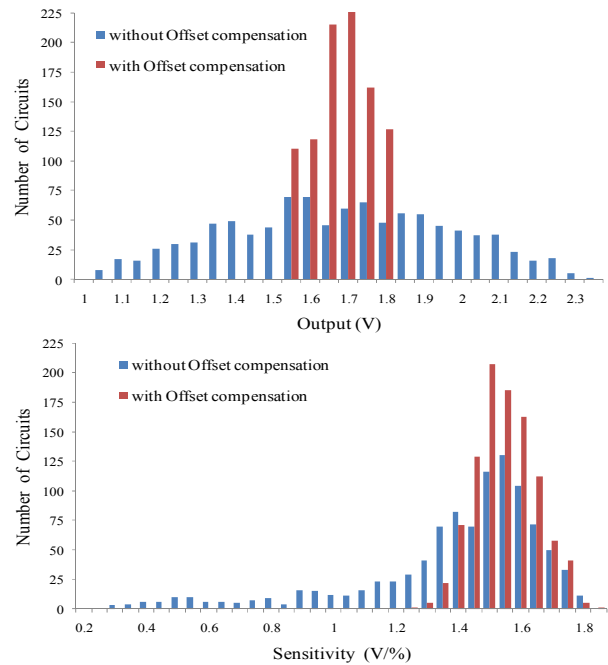 225
200
175
150
125
100
75
50
25
0
Number of Circuits
without Offset compensation
with Offset compensation
1 1.1 1.2 1.3 1.4 1.5 1.6 1.7 1.8 1.9 2 2.1 2.2 2.3
Output (V)
225
200
175
150
125
100
75
50
25
0
Number of Circuits
without Offset compensation
with Offset compensation
0.2 0.4 0.6 0.8 1 1.2 1.4 1.6 1.8
Sensitivity (V/%)